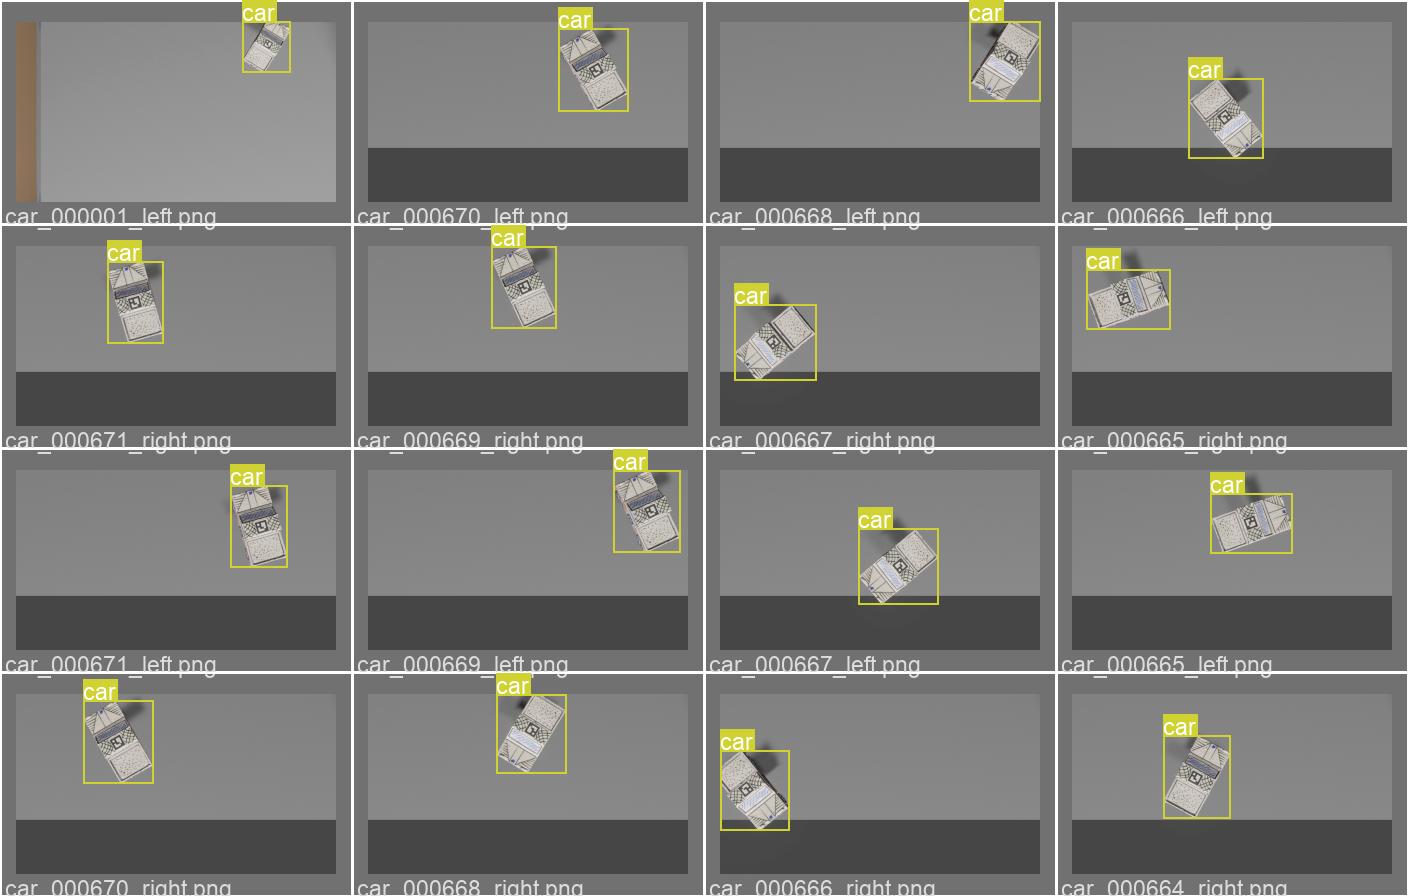 car
car
car
car
car_000001_left.png
car_000670_left.png
car_000668_left.png
car_000666_left.png
car
car
car
car
car_000671_right.png
car_000669_right.png
car_000667_right.png
car_000665_right.png
car
car
car
car
car_000671_left.png
car_000669_left.png
car_000667_left.png
car_000665_left.png
car
car
car
car
car_000670_right.png
car_000668_right.png
car_000666_right.png
car_000664_right.png